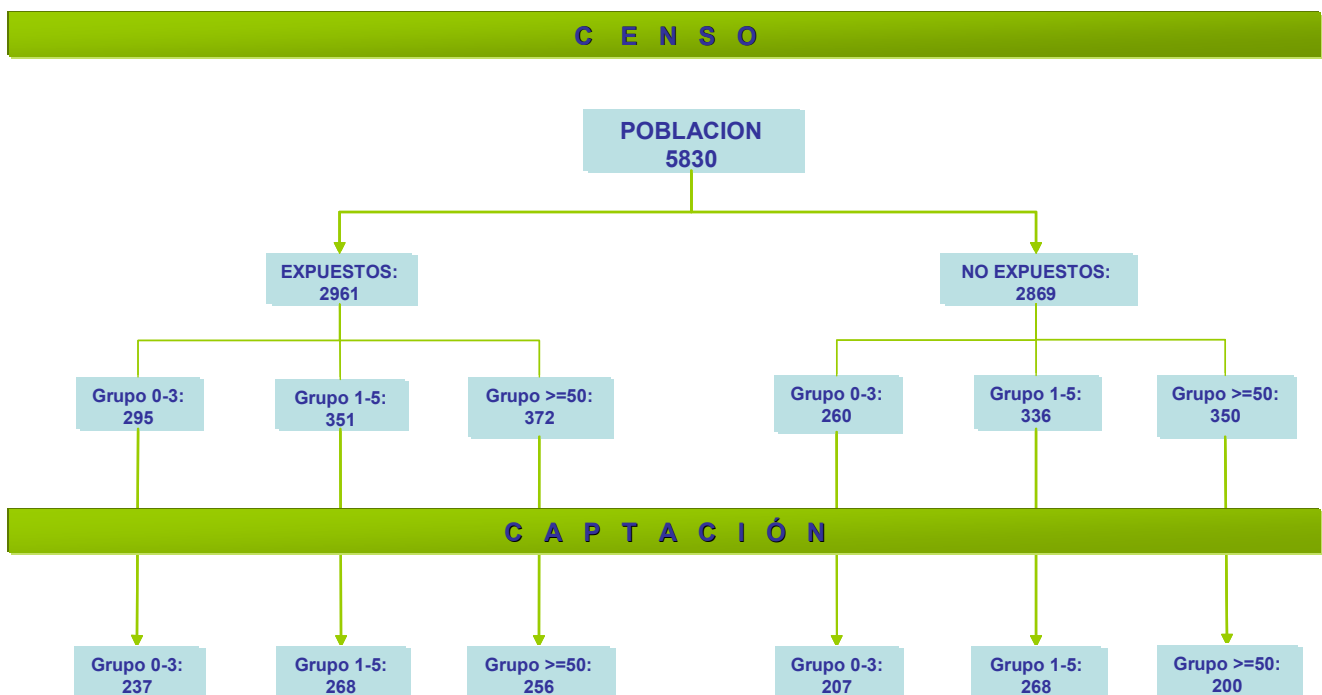 C E N S O
POBLACION
5830
EXPUESTOS:
2961
NO EXPUESTOS:
2869
Grupo 0-3:
295
Grupo 1-5:
351
Grupo >=50:
372
Grupo 0-3:
260
Grupo 1-5:
336
Grupo >=50:
350
C A P T A C I Ó N
Grupo 0-3:
237
Grupo 1-5:
268
Grupo >=50:
256
Grupo 0-3:
207
Grupo 1-5:
268
Grupo >=50:
200